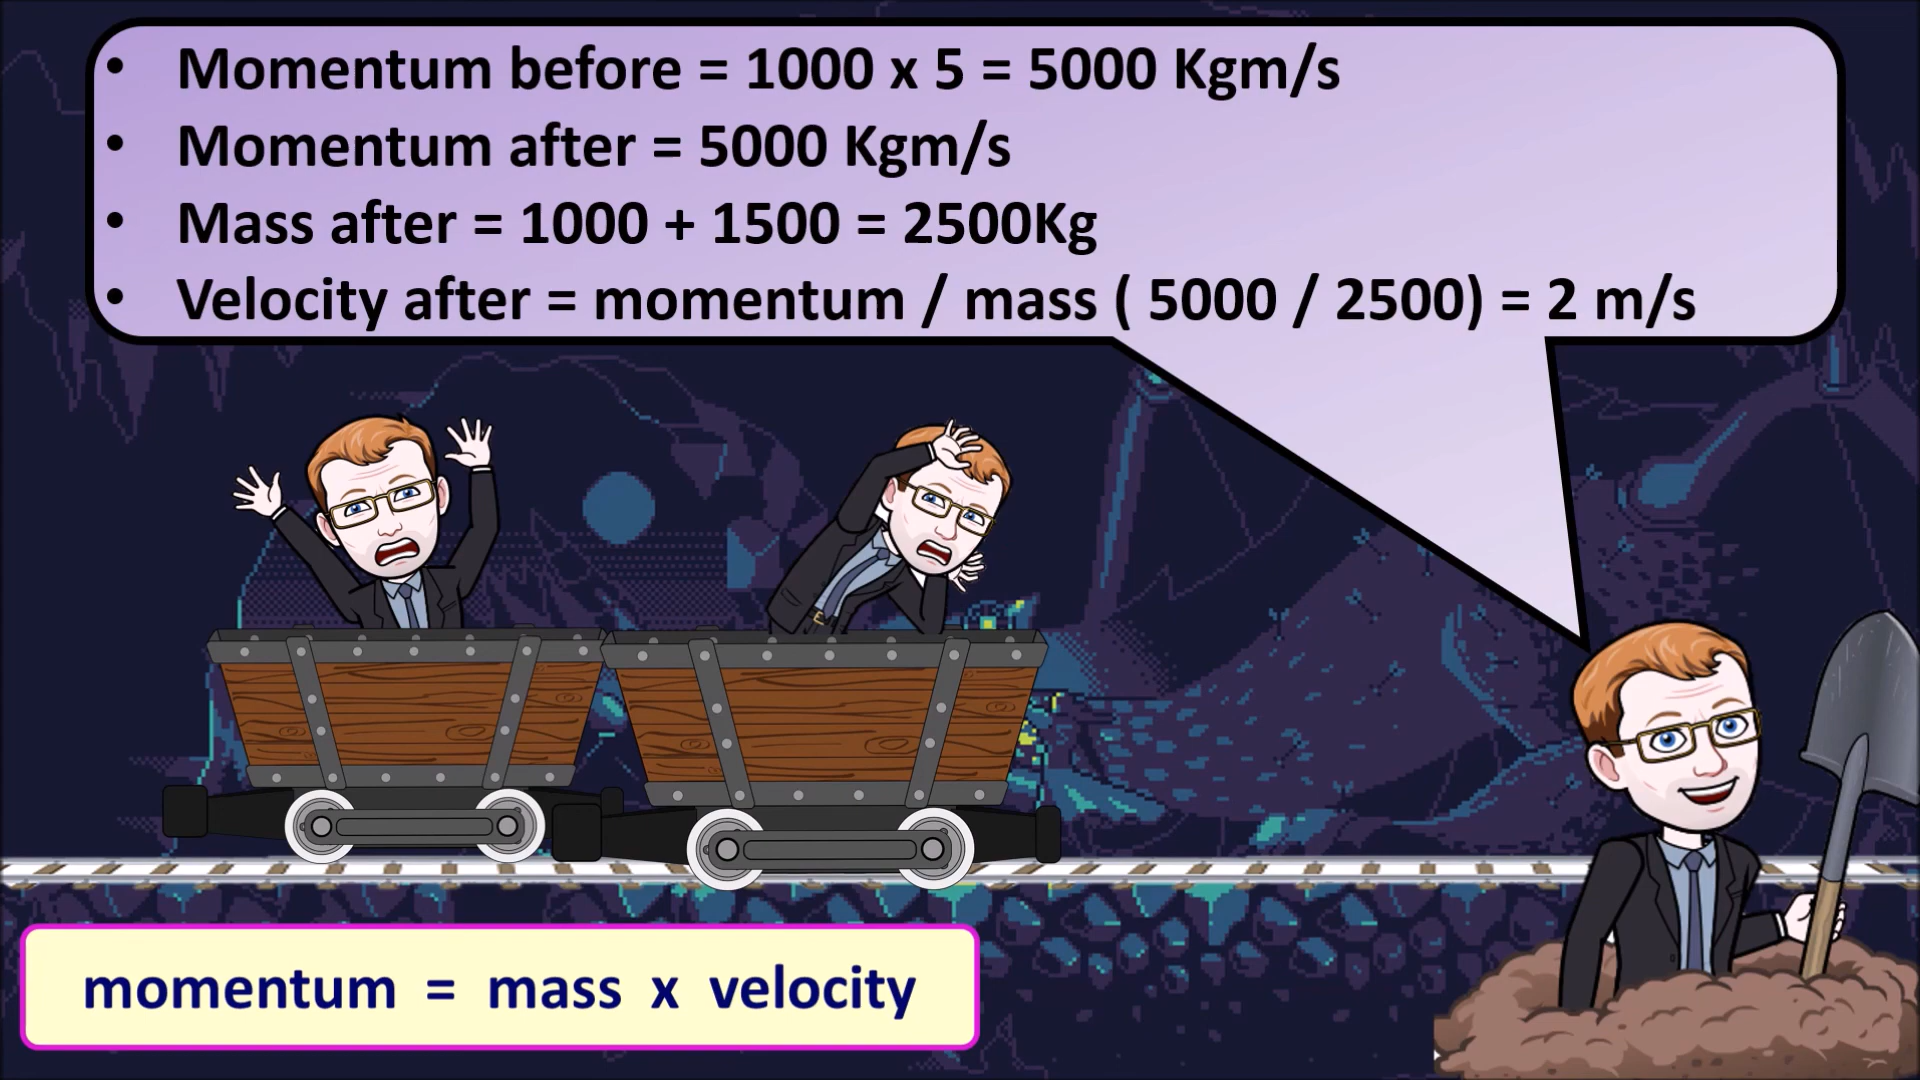 • Momentum before = 1000 x 5 = 5000 Kgm/s
• Momentum after = 5000 Kgm/s
• Mass after = 1000 + 1500 = 2500Kg
• Velocity after = momentum / mass ( 5000 / 2500) = 2 m/s
momentum = mass x velocity